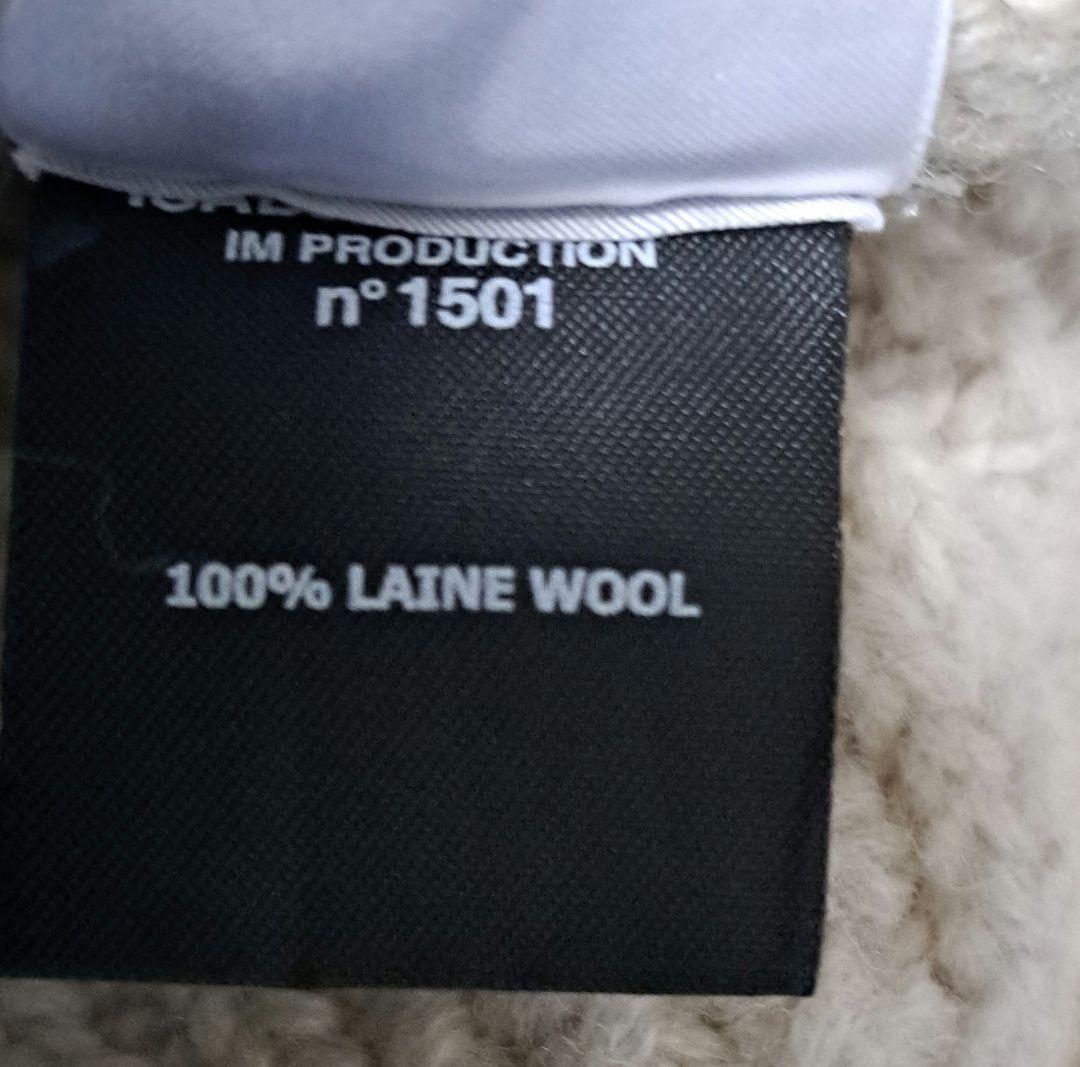 IM PRODUCTION
n° 1501
100% LAINE WOOL